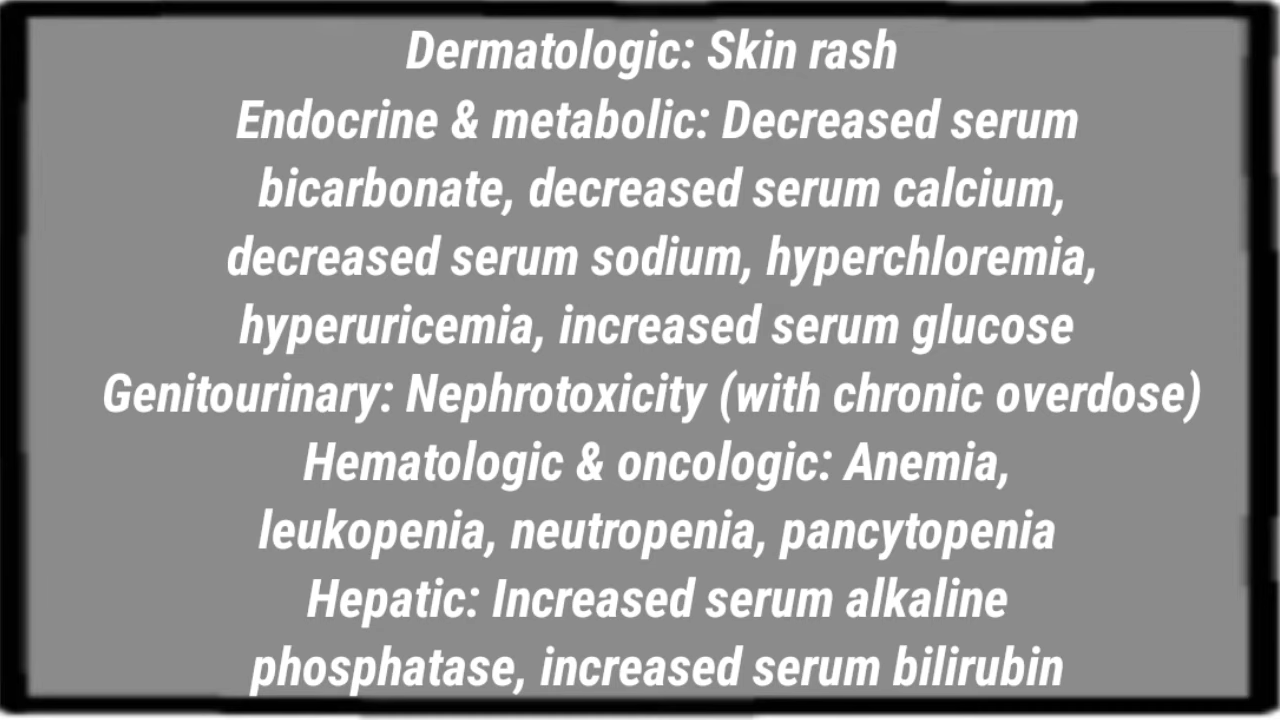 Dermatologic: Skin rash
Endocrine & metabolic: Decreased serum
bicarbonate, decreased serum calcium,
decreased serum sodium, hyperchloremia,
hyperuricemia, increased serum glucose
Genitourinary: Nephrotoxicity (with chronic overdose)
Hematologic & oncologic: Anemia,
leukopenia, neutropenia, pancytopenia
Hepatic: Increased serum alkaline
phosphatase, increased serum bilirubin